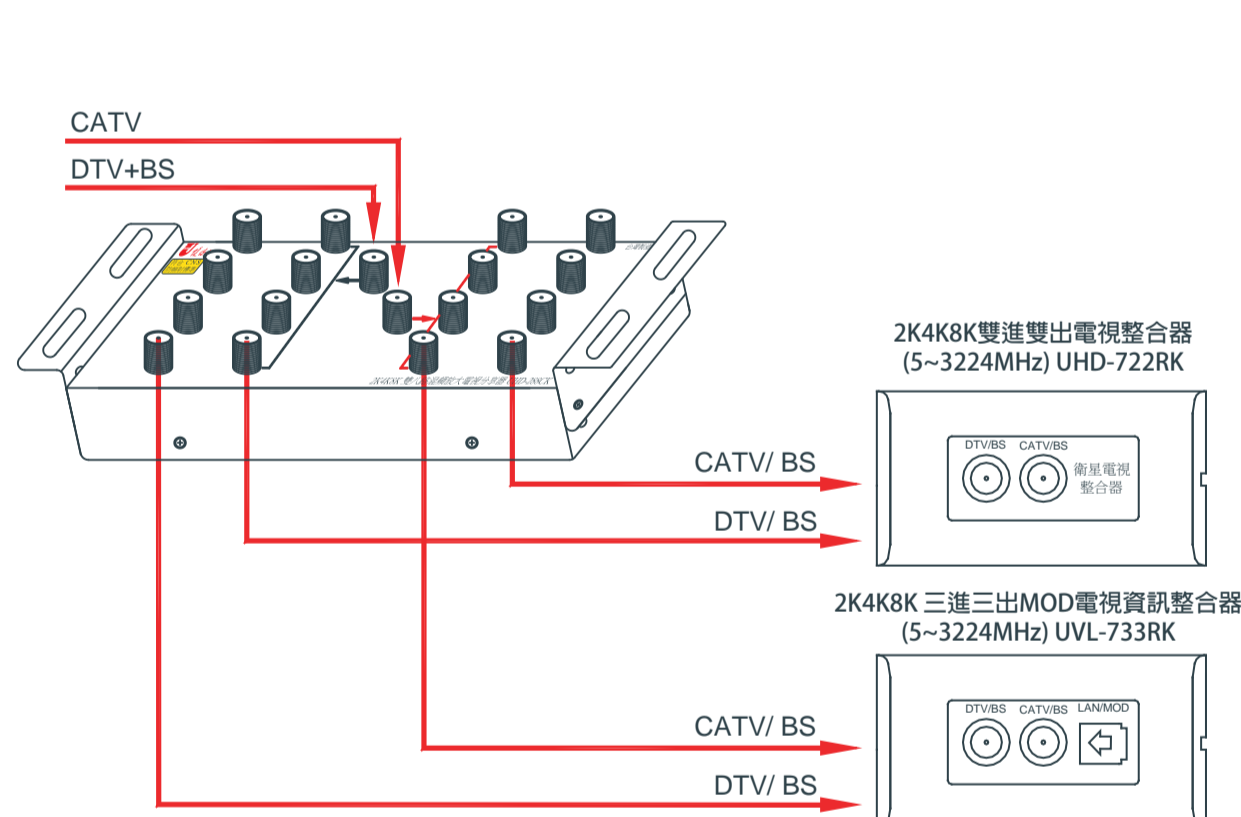 CATV
DTV+BS
2K4K8K雙進雙出電視整合器
(5~3224MHz) UHD-722RK
DTV/BS CATV/BS
衛星電視
整合器
CATV/ BS
DTV/ BS
2K4K8K 三進三出MOD電視資訊整合器
(5~3224MHz) UVL-733RK
DTV/BS CATV/BS LAN/MOD
CATV/ BS
DTV/ BS